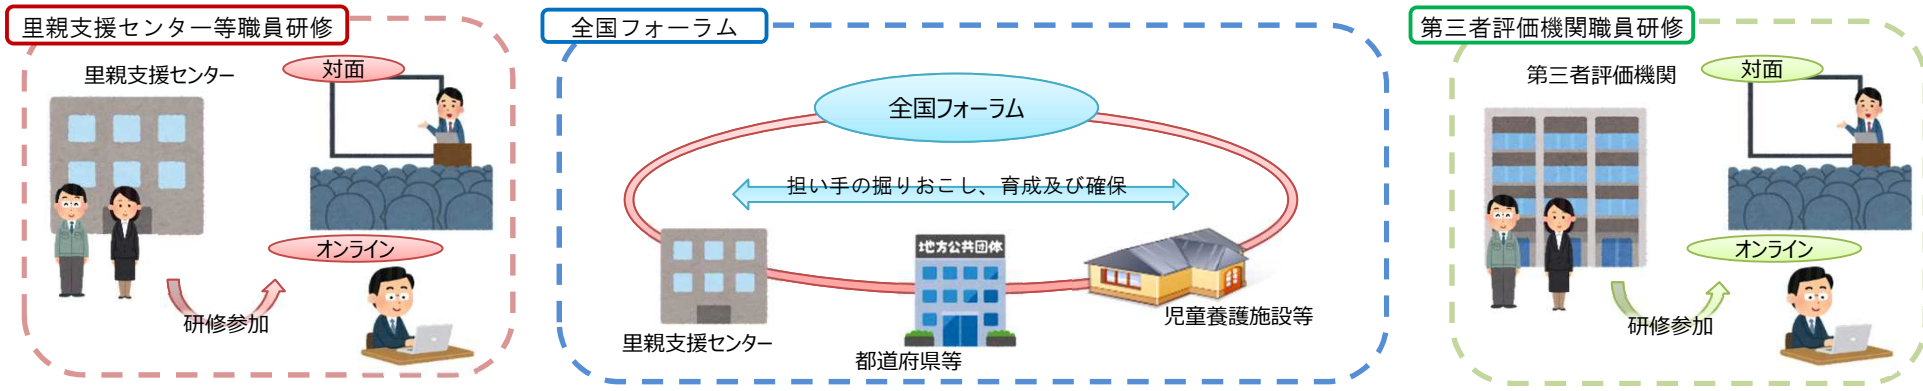 里親支援センター等職員研修
里親支援センター
対面
オンライン
研修参加
全国フォーラム
全国フォーラム
担い手の掘りおこし、育成及び確保
地方公共団体
里親支援センター
都道府県等
児童養護施設等
第三者評価機関職員研修
第三者評価機関
対面
オンライン
研修参加